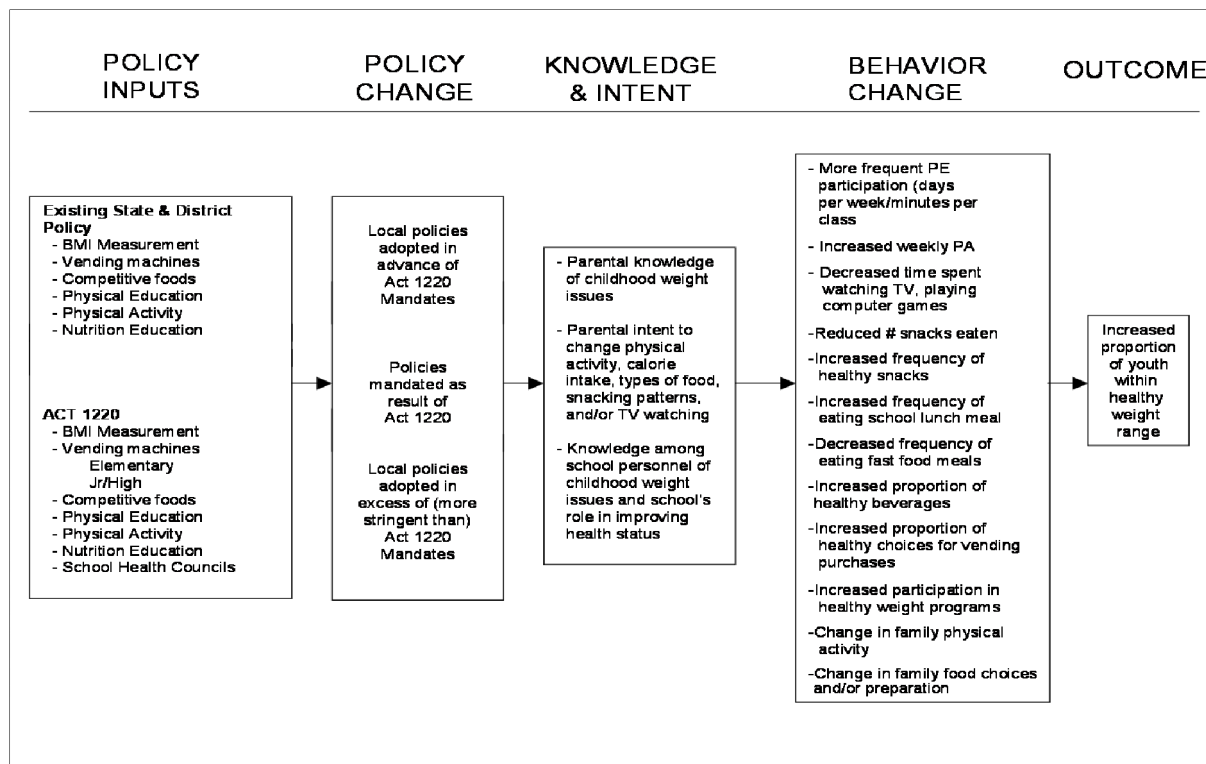 POLICY
INPUTS
POLICY
CHANGE
KNOWLEDGE
& INTENT
BEHAVIOR
CHANGE
OUTCOME
Existing State & District
Policy
- BMI Measurement
- Vending machines
- Competitive foods
- Physical Education
- Physical Activity
- Nutrition Education
ACT 1220
- BMI Measurement
- Vending machines
Elementary
Jr/High
- Competitive foods
- Physical Education
- Physical Activity
- Nutrition Education
- School Health Councils
Local policies
adopted in
advance of
Act 1220
Mandates
Policies
mandated as
result of
Act 1220
Local policies
adopted in
excess of (more
stringent than)
Act 1220
Mandates
- Parental knowledge
of childhood weight
issues
- Parental intent to
change physical
activity, calorie
intake, types of food,
snacking patterns,
and/or TV watching
- Knowledge among
school personnel of
childhood weight
issues and school's
role in improving
health status
- More frequent PE
participation (days
per week/minutes per
class
- Increased weekly PA
- Decreased time spent
watching TV, playing
computer games
-Reduced # snacks eaten
-Increased frequency of
healthy snacks
-Increased frequency of
eating school lunch meal
-Decreased frequency of
eating fast food meals
-Increased proportion of
healthy beverages
-Increased proportion of
healthy choices for vending
purchases
-Increased participation in
healthy weight programs
-Change in family physical
activity
-Change in family food choices
and/or preparation
Increased
proportion
of youth
within
healthy
weight
range